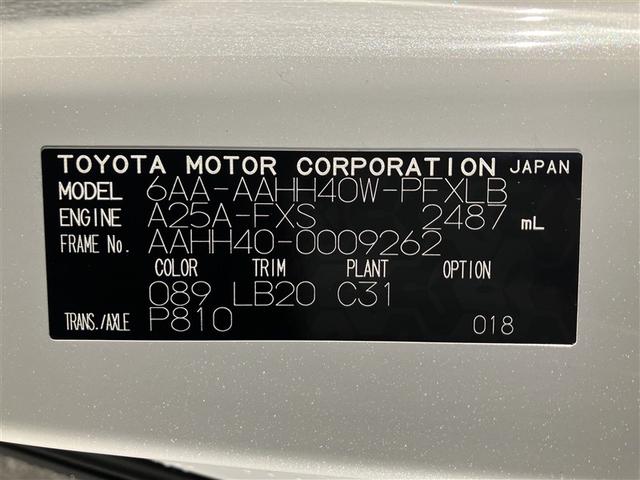 TOYOTA MOTOR CORPORATION JAPAN
MODEL 6AA-AAHH40W-PFXLB
ENGINE A25A-FXS 2487 mL
FRAME No. AAHH40-0009262
COLOR TRIM PLANT OPTION
089 LB20 C31
TRANS./AXLE P810 018